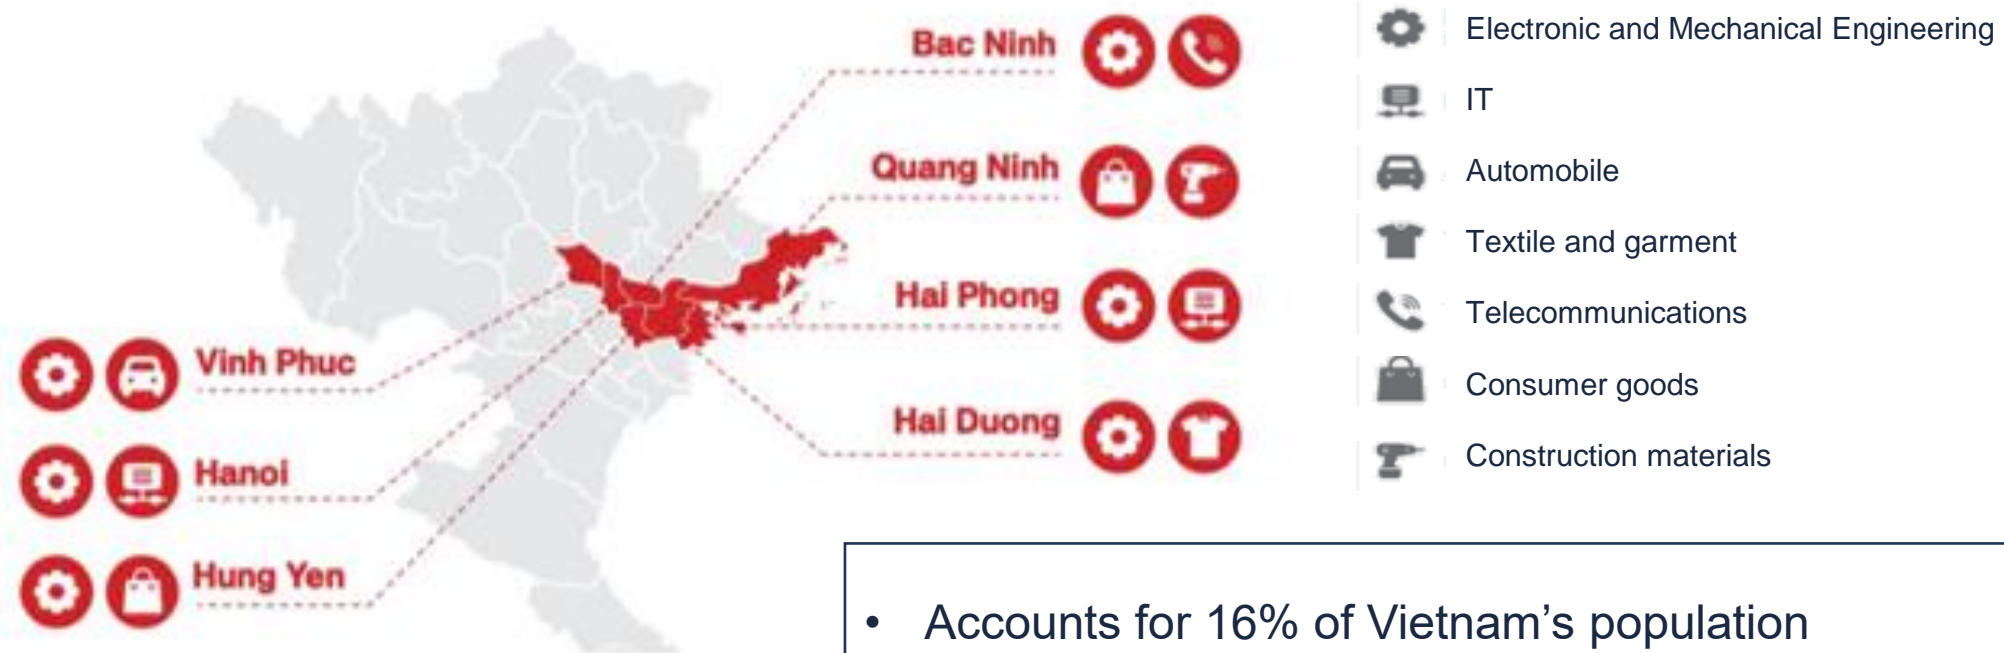 Bac Ninh
Quang Ninh
Hai Phong
Hai Duong
Vinh Phuc
Hanoi
Hung Yen
Electronic and Mechanical Engineering
IT
Automobile
Textile and garment
Telecommunications
Consumer goods
Construction materials
• Accounts for 16% of Vietnam’s population